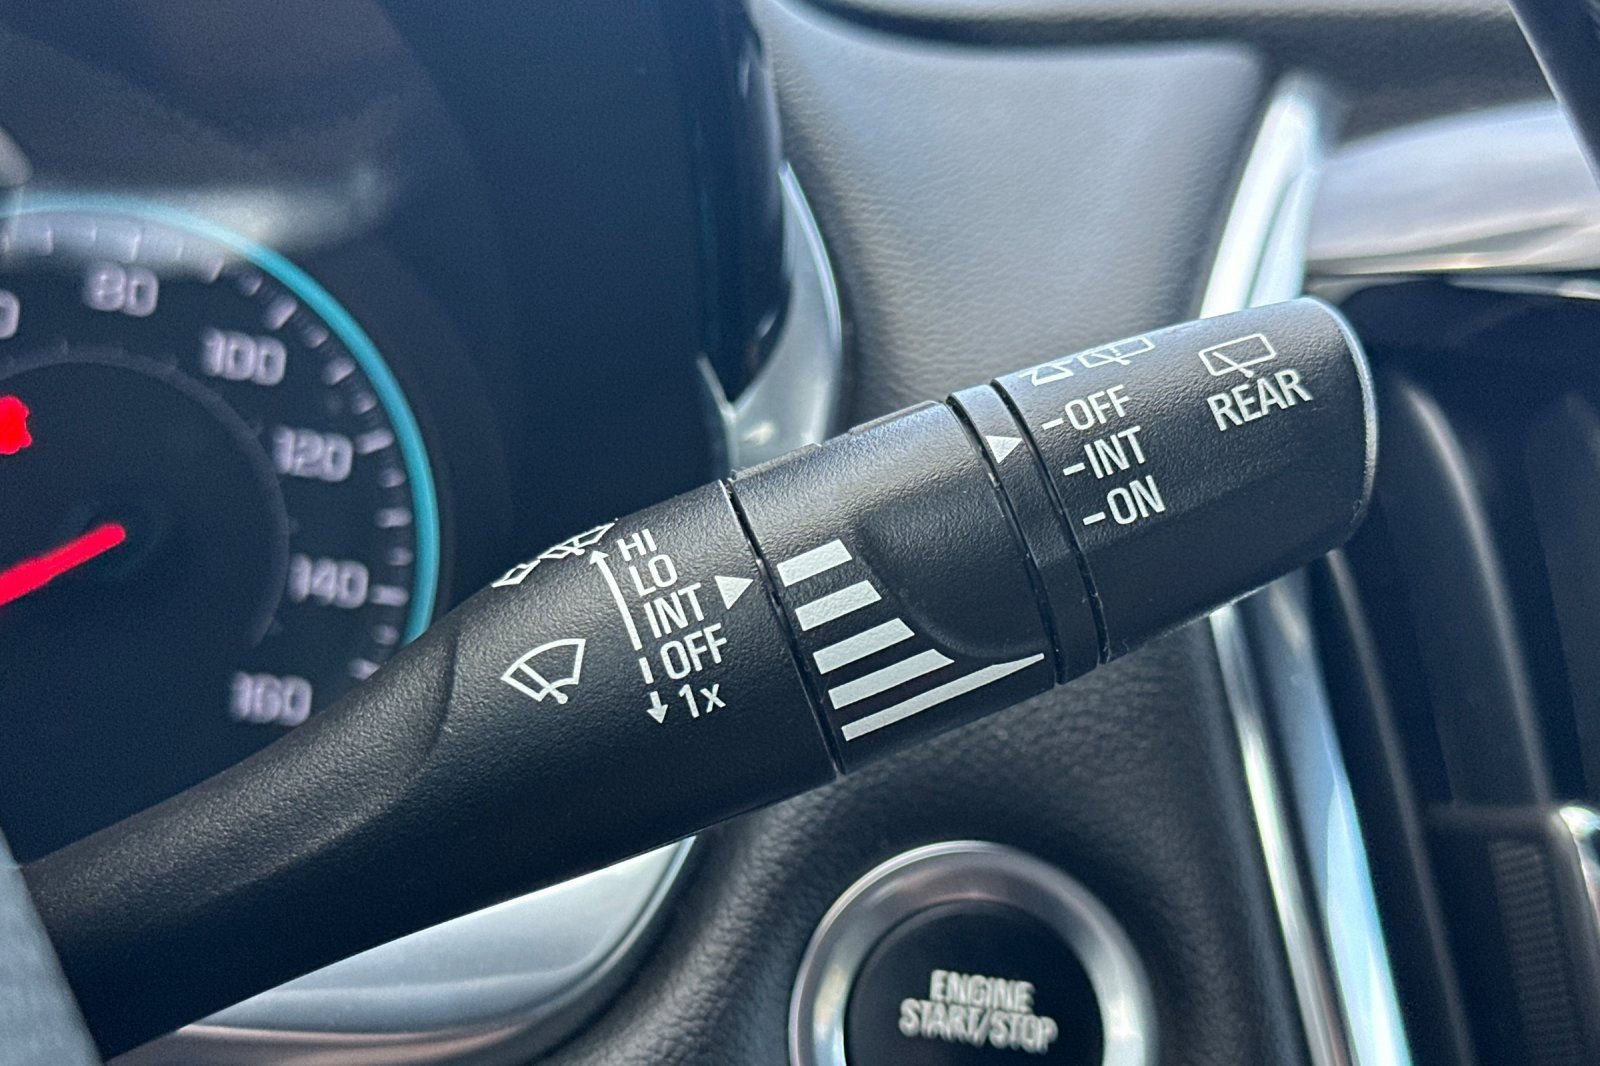 80
100
120
140
160
HI
LO
INT
OFF
1x
-OFF
-INT
-ON
REAR
ENGINE
START/STOP